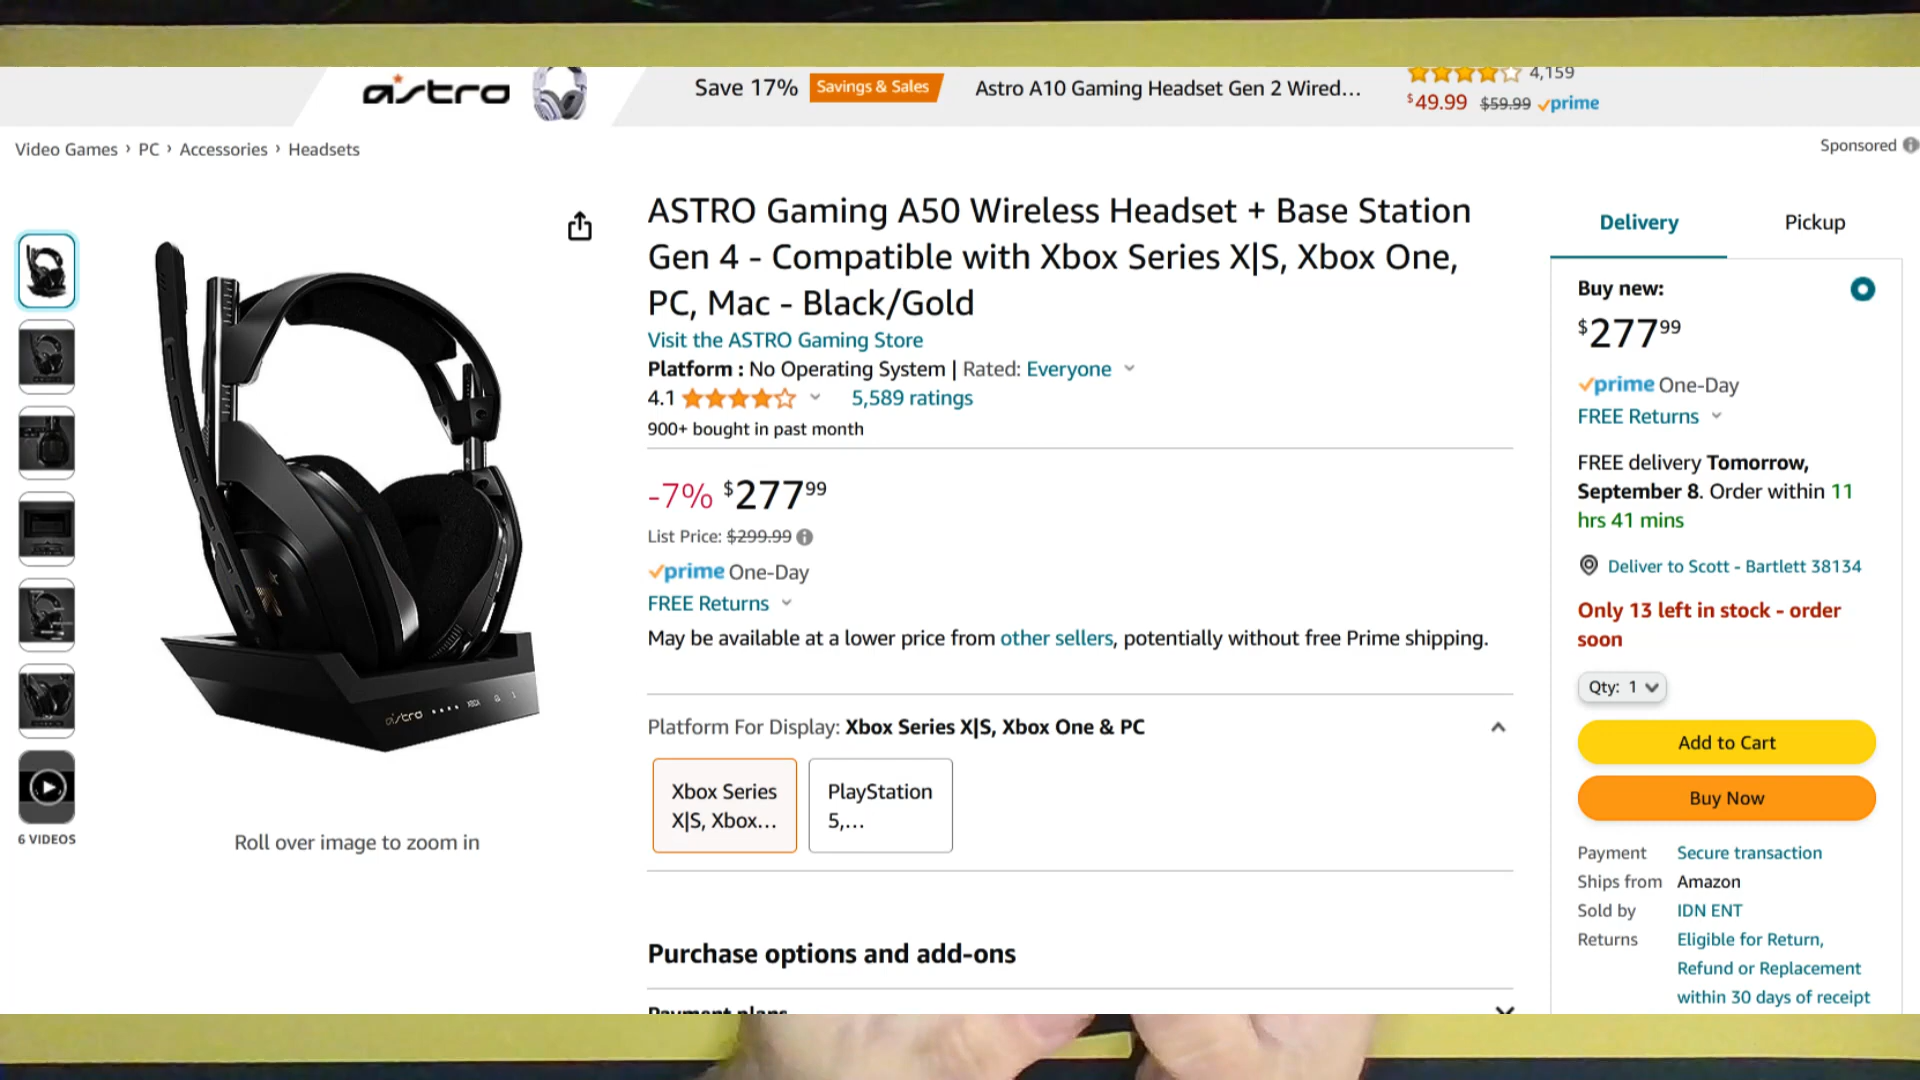 astro
Save 17% Savings & Sales Astro A10 Gaming Headset Gen 2 Wired...
4,159
$49.99 $59.99 prime
Video Games › PC › Accessories › Headsets
Sponsored
ASTRO Gaming A50 Wireless Headset + Base Station
Gen 4 - Compatible with Xbox Series X|S, Xbox One,
PC, Mac - Black/Gold
Visit the ASTRO Gaming Store
Platform : No Operating System | Rated: Everyone
4.1 5,589 ratings
900+ bought in past month
-7% $277 99
List Price: $299.99
prime One-Day
FREE Returns
May be available at a lower price from other sellers, potentially without free Prime shipping.
Platform For Display: Xbox Series X|S, Xbox One & PC
Xbox Series
X|S, Xbox...
PlayStation
5,...
Purchase options and add-ons
Payment plans
astro XBOX
6 VIDEOS
Roll over image to zoom in
Delivery Pickup
Buy new:
$277 99
prime One-Day
FREE Returns
FREE delivery Tomorrow,
September 8. Order within 11
hrs 41 mins
Deliver to Scott - Bartlett 38134
Only 13 left in stock - order
soon
Qty: 1
Add to Cart
Buy Now
Payment Secure transaction
Ships from Amazon
Sold by IDN ENT
Returns Eligible for Return,
Refund or Replacement
within 30 days of receipt